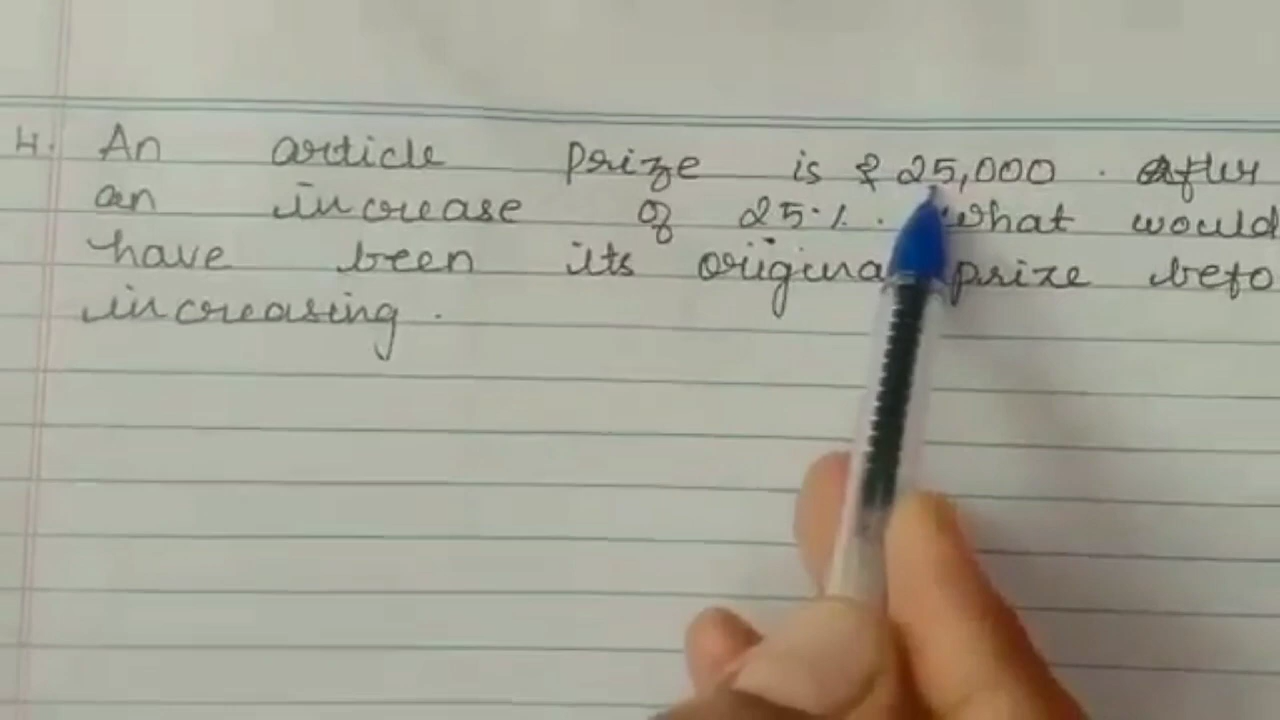 4. An article prize is ₹ 25,000. After
an increase of 25%. What would
have been its original prize befo
increasing.